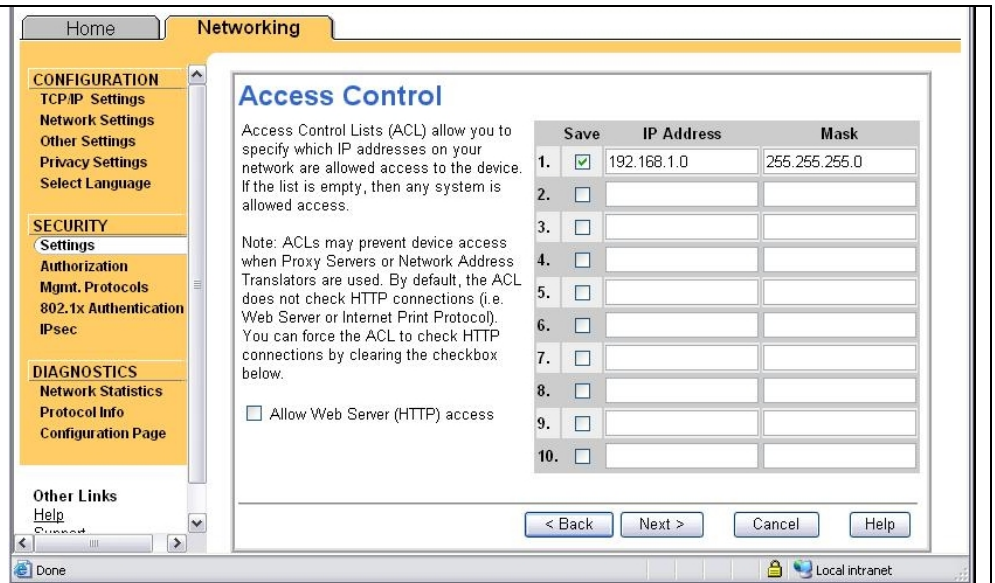 Home
Networking
CONFIGURATION
TCP/IP Settings
Network Settings
Other Settings
Privacy Settings
Select Language
SECURITY
Settings
Authorization
Mgmt. Protocols
802.1x Authentication
IPsec
DIAGNOSTICS
Network Statistics
Protocol Info
Configuration Page
Other Links
Help
Access Control
Access Control Lists (ACL) allow you to
specify which IP addresses on your
network are allowed access to the device.
If the list is empty, then any system is
allowed access.
Note: ACLs may prevent device access
when Proxy Servers or Network Address
Translators are used. By default, the ACL
does not check HTTP connections (i.e.
Web Server or Internet Print Protocol).
You can force the ACL to check HTTP
connections by clearing the checkbox
below.
Allow Web Server (HTTP) access
Save IP Address Mask
1. 192.168.1.0 255.255.255.0
2.
3.
4.
5.
6.
7.
8.
9.
10.
< Back Next > Cancel Help
Done Local intranet